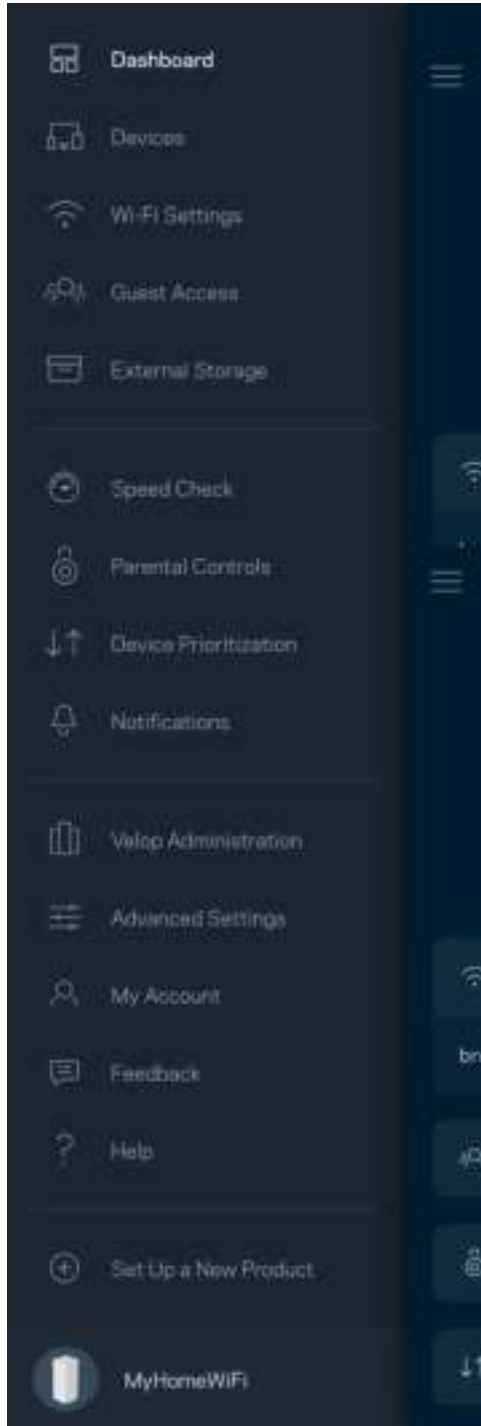 Dashboard
Devices
Wi-Fi Settings
Guest Access
External Storage
Speed Check
Parental Controls
Device Prioritization
Notifications
Velop Administration
Advanced Settings
My Account
Feedback
Help
Set Up a New Product
MyHomeWiFi